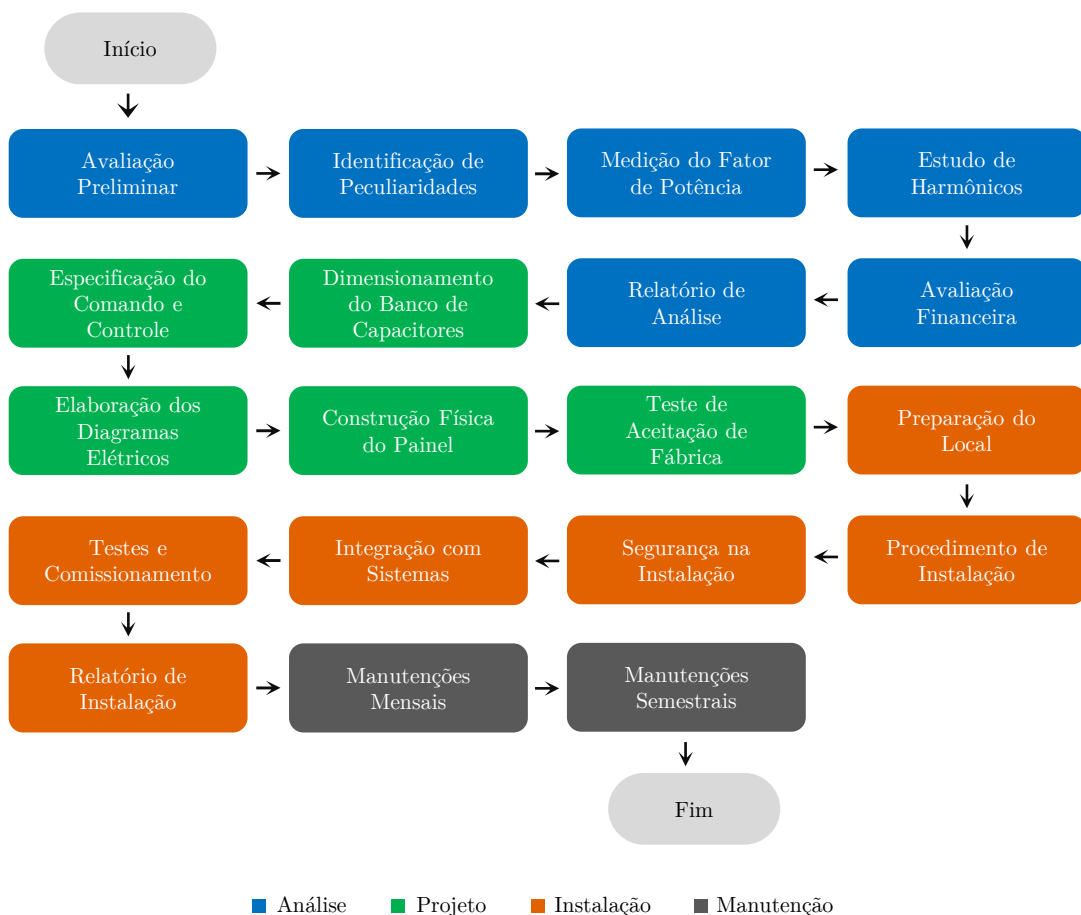 Início
Avaliação
Preliminar
Identificação de
Peculiaridades
Medição do Fator
de Potência
Estudo de
Harmônicos
Avaliação
Financeira
Relatório de
Análise
Dimensionamento
do Banco de
Capacitores
Especificação do
Comando e
Controle
Elaboração dos
Diagramas
Elétricos
Construção Física
do Painel
Teste de
Aceitação de
Fábrica
Preparação do
Local
Procedimento de
Instalação
Segurança na
Instalação
Integração com
Sistemas
Testes e
Comissionamento
Relatório de
Instalação
Manutenções
Mensais
Manutenções
Semestrais
Fim
Análise Projeto Instalação Manutenção